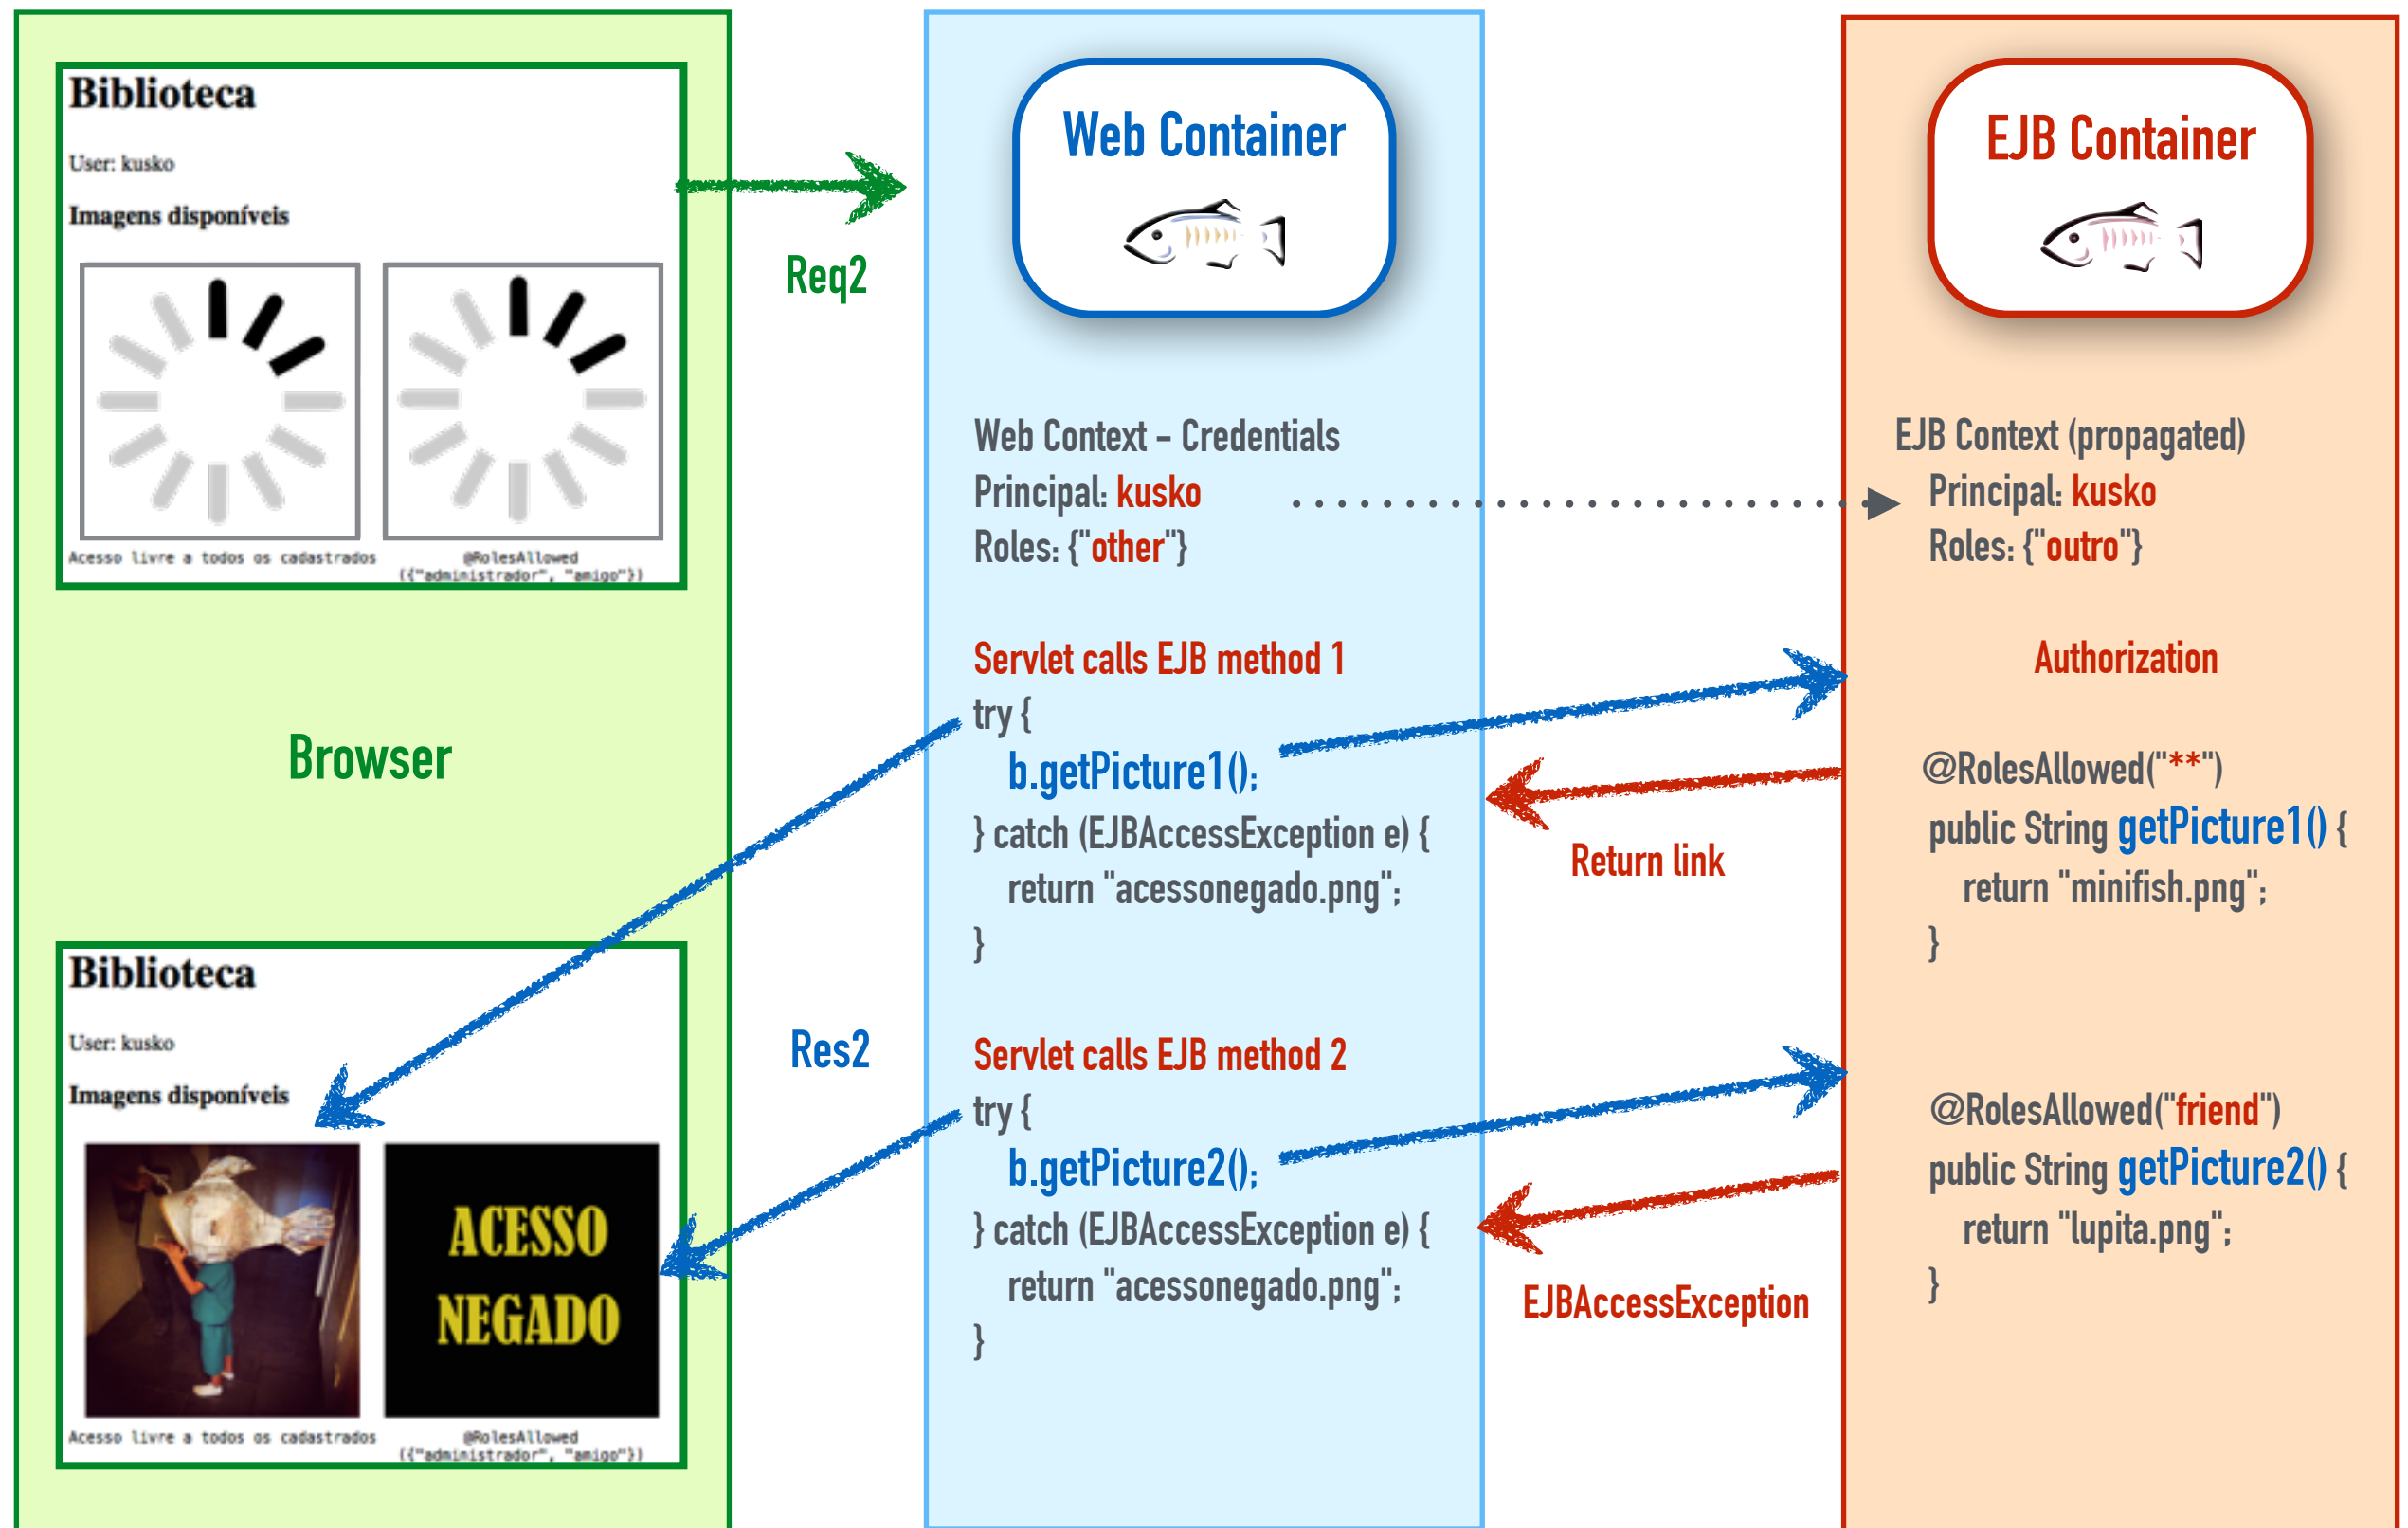 Biblioteca
User: kusko
Imagens disponíveis
Acesso livre a todos os cadastrados
@RolesAllowed
({"administrador", "amigo"})
Browser
Biblioteca
User: kusko
Imagens disponíveis
ACESSO
NEGADO
Acesso livre a todos os cadastrados
@RolesAllowed
({"administrador", "amigo"})
Req2
Res2
Web Container
Web Context - Credentials
Principal: kusko
Roles: {"other"}
Servlet calls EJB method 1
try {
b.getPicture1();
} catch (EJBAccessException e) {
return "acessonegado.png";
}
Servlet calls EJB method 2
try {
b.getPicture2();
} catch (EJBAccessException e) {
return "acessonegado.png";
}
Return link
EJBAccessException
EJB Container
EJB Context (propagated)
Principal: kusko
Roles: {"outro"}
Authorization
@RolesAllowed("**")
public String getPicture1() {
return "minifish.png";
}
@RolesAllowed("friend")
public String getPicture2() {
return "lupita.png";
}